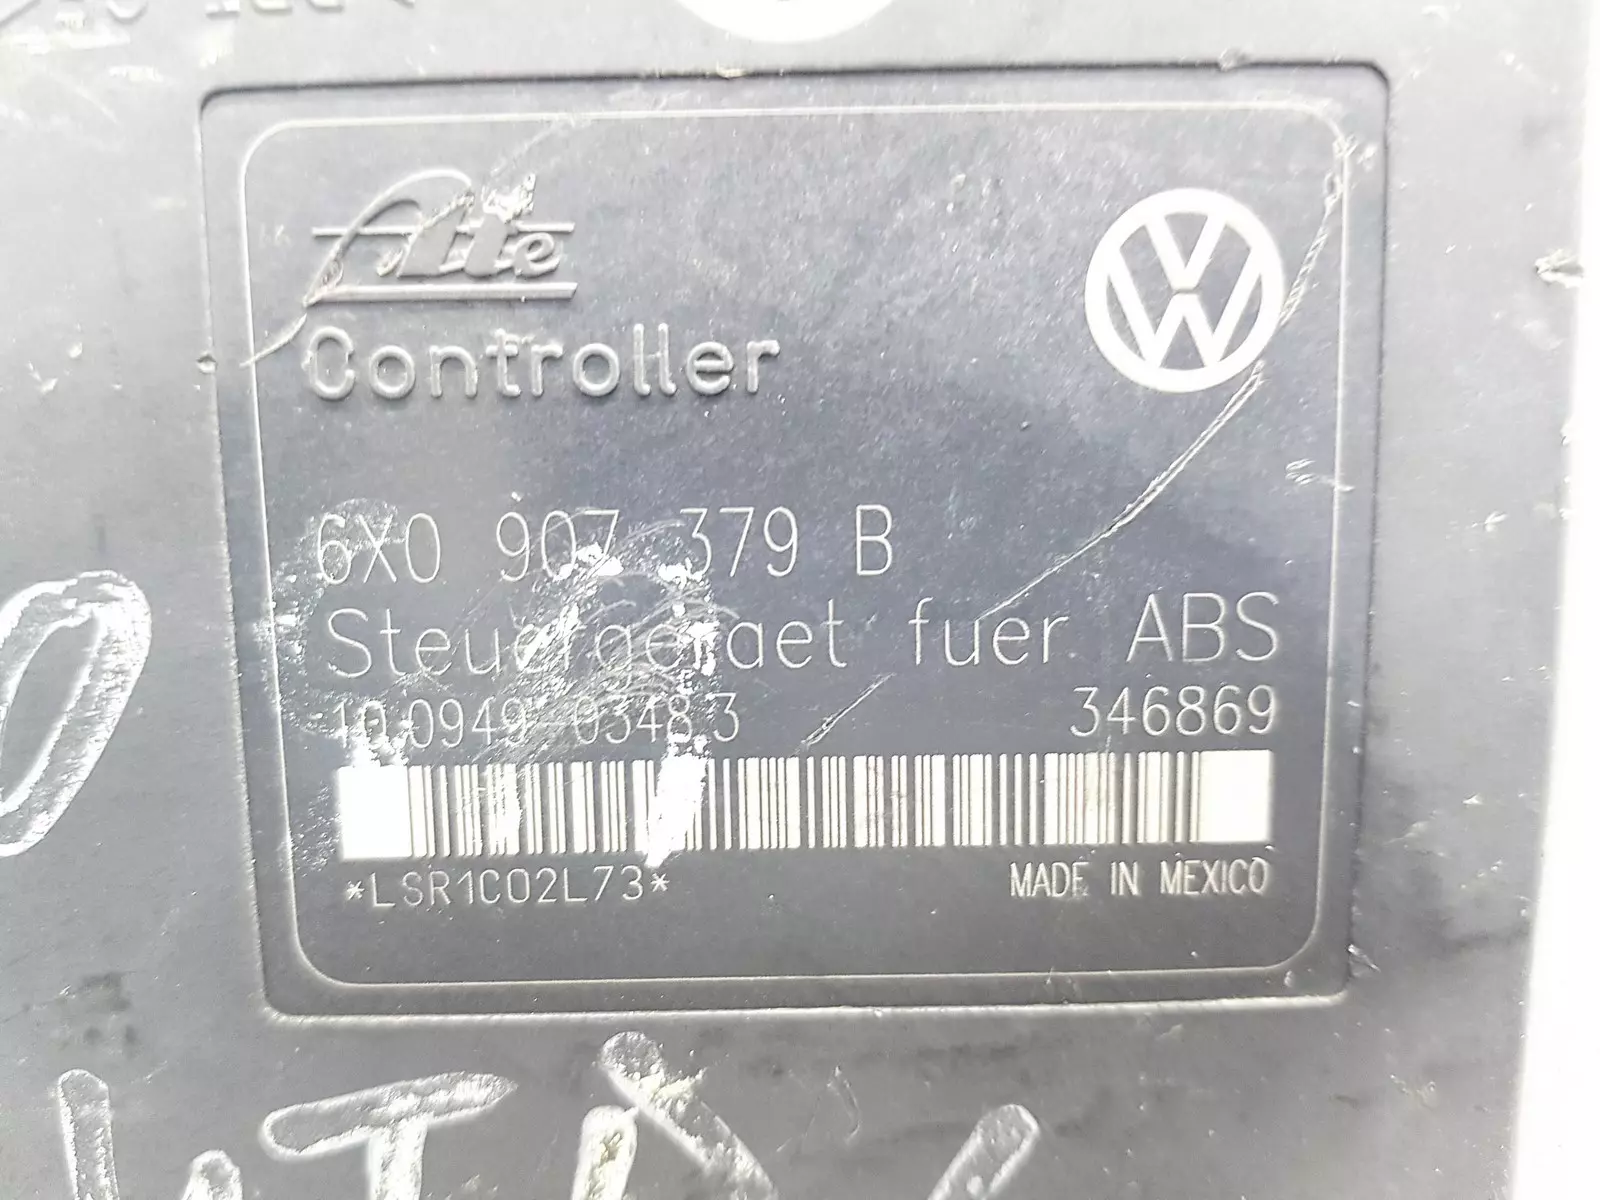 Ate
Controller
6X0 907 379 B
Steuergeraet fuer ABS
10.0949-0348.3 346869
*LSR1C02L73* MADE IN MEXICO